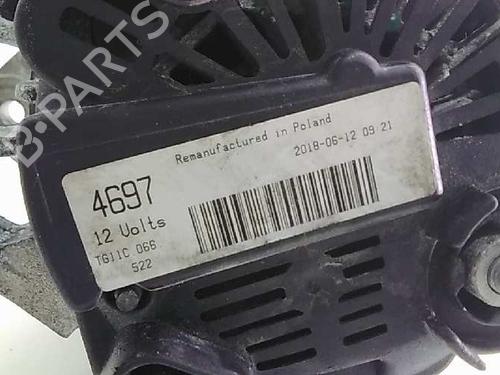 B-PARTS
Remanufactured in Poland
2018-06-12 09 21
4697
12 Volts
TG11C 066
522